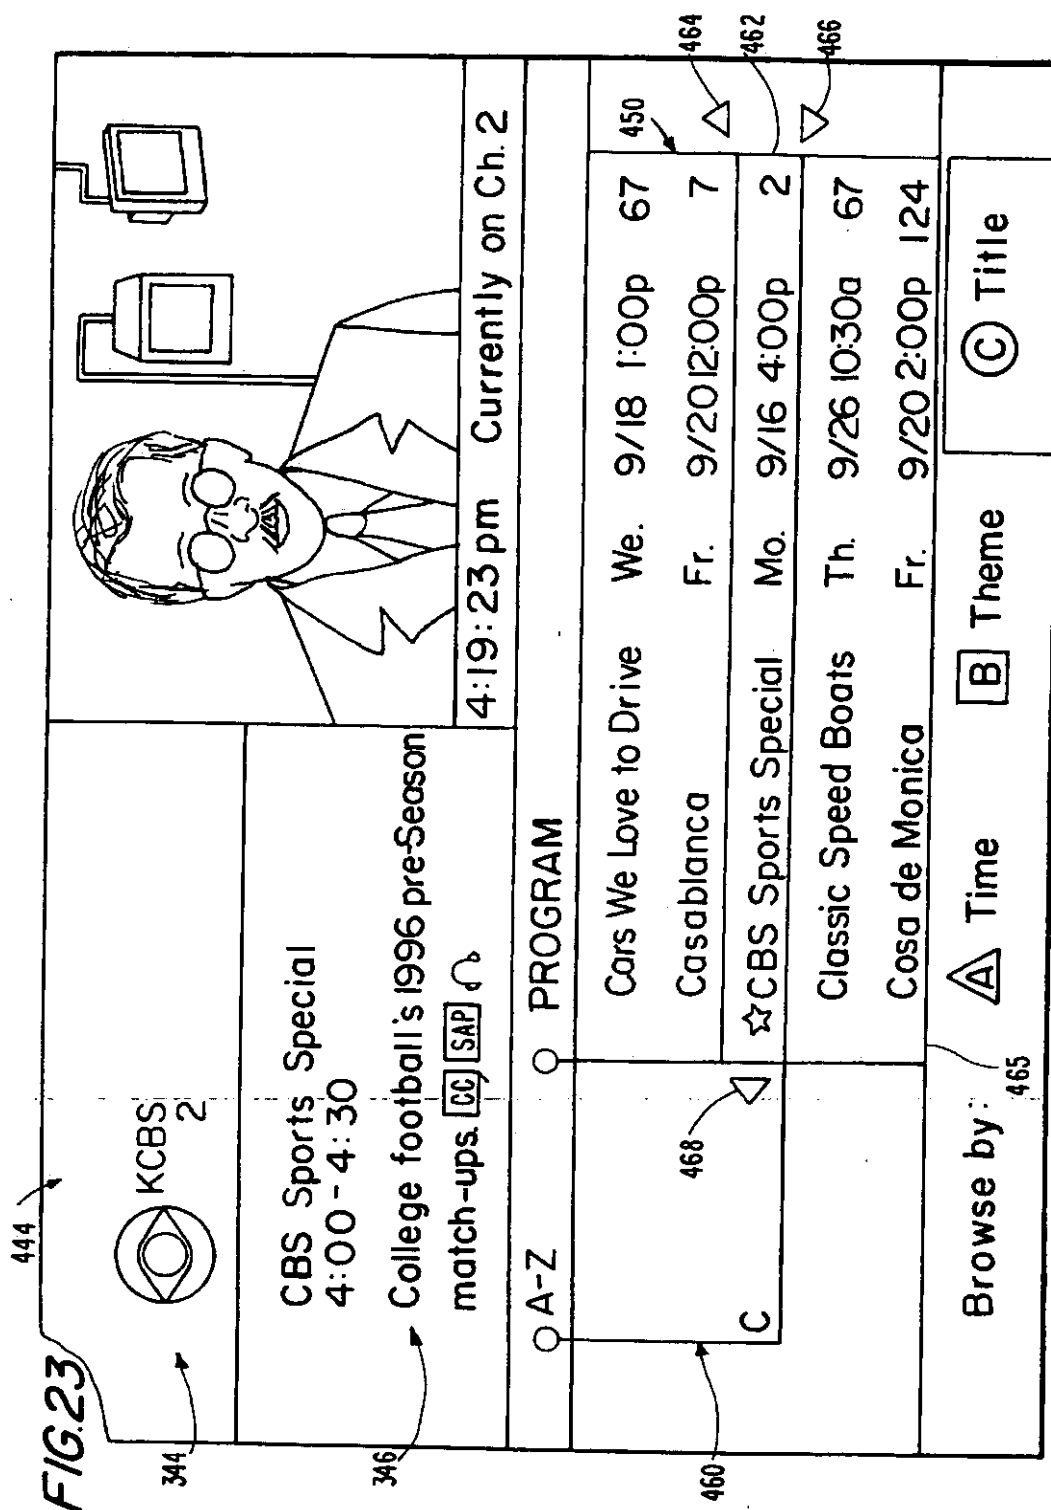 FIG.23
444
344
KCBS
2
CBS Sports Special
4:00-4:30
346
College football's 1996 pre-Season
match-ups. CC SAP
4:19:23 pm Currently on Ch. 2
A-Z PROGRAM
450
464
462
466
Cars We Love to Drive We. 9/18 1:00p 67
Casablanca Fr. 9/20 12:00p 7
C ☆CBS Sports Special Mo. 9/16 4:00p 2
Classic Speed Boats Th. 9/26 10:30a 67
Cosa de Monica Fr. 9/20 2:00p 124
468
460
465
Browse by: A Time B Theme C Title